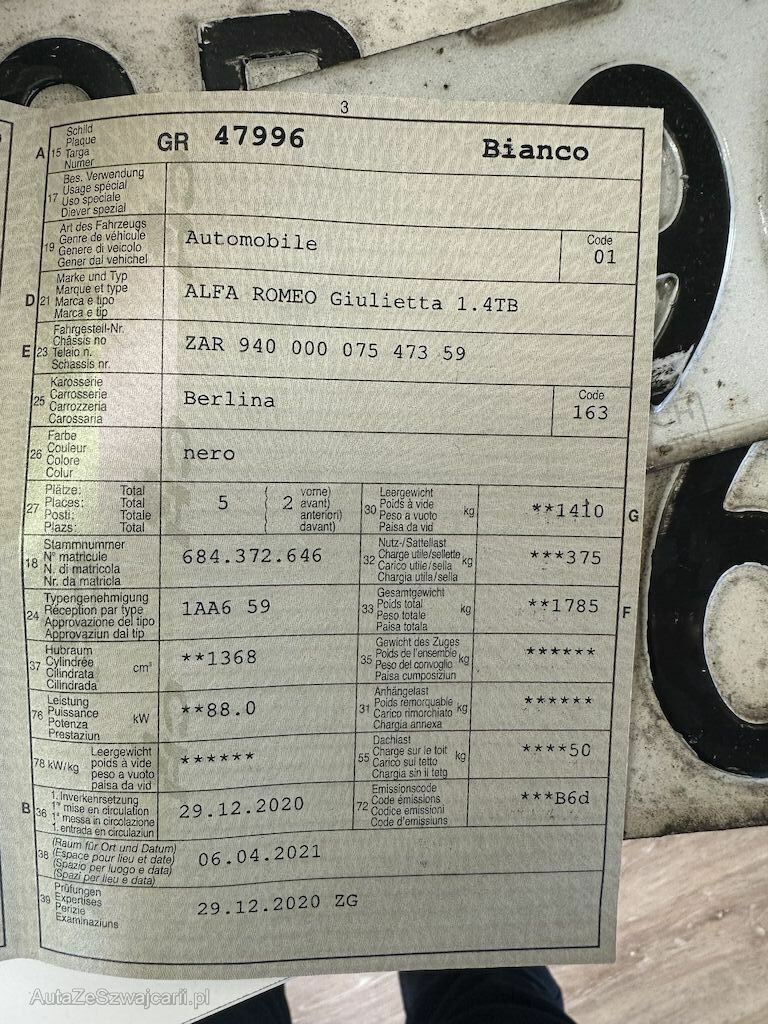 3
A 15 Schild
Plaque
Targa
Numer
GR 47996 Bianco
17 Bes. Verwendung
Usage spécial
Uso speciale
Diever spezial
19 Art des Fahrzeugs
Genre de véhicule
Genere di veicolo
Gener dal vehichel
Automobile
Code
01
D 21 Marke und Typ
Marque et type
Marca e tipo
Marca e tip
ALFA ROMEO Giulietta 1.4TB
E 23 Fahrgestell-Nr.
Châssis no
Telaio n.
Schassis nr.
ZAR 940 000 075 473 59
25 Karosserie
Carrosserie
Carrozzeria
Carossaria
Berlina
Code
163
26 Farbe
Couleur
Colore
Colur
nero
27 Plätze: Total
Places: Total
Posti: Totale
Plazs: Total
5 2 vorne)
avant)
anteriori)
davant)
30 Leergewicht
Poids à vide
Peso a vuoto
Paisa da vid
kg
**1410 G
18 Stammnummer
N° matricule
N. di matricola
Nr. da matricla
684.372.646
32 Nutz-/Sattellast
Charge utile/sellette
Carico utile/sella
Chargia utila/sella
kg
***375
24 Typengenehmigung
Réception par type
Approvazione del tipo
Approvaziun dal tip
1AA6 59
33 Gesamtgewicht
Poids total
Peso totale
Paisa totala
kg
**1785 F
37 Hubraum
Cylindrée
Cilindrata
Cilindrada
cm³
**1368
35 Gewicht des Zuges
Poids de l'ensemble
Peso del convoglio
Paisa cumposiziun
kg
******
76 Leistung
Puissance
Potenza
Prestaziun
kW
**88.0
31 Anhängelast
Poids remorquable
Carico rimorchiato
Chargia annexa
kg
******
78 kW/kg Leergewicht
poids à vide
peso a vuoto
paisa da vid
******
55 Dachlast
Charge sur le toit
Carico sul tetto
Chargia sin il tetg
kg
****50
B 36 1. Inverkehrsetzung
1re mise en circulation
1a messa in circolazione
1. entrada en circulaziun
29.12.2020
72 Emissionscode
Code émissions
Codice emissioni
Code d'emissiuns
***B6d
38 (Raum für Ort und Datum)
(Espace pour lieu et date)
(Spazio per luogo e data)
(Spazi per lieu e data)
06.04.2021
39 Prüfungen
Expertises
Perizie
Examinaziuns
29.12.2020 ZG
AutaZeSzwajcarii.pl